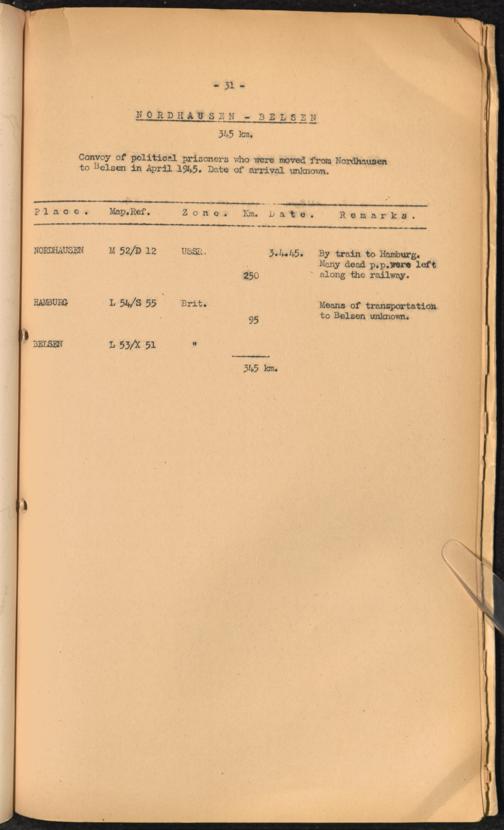 - 31 -
NORDHAUSEN - BELSEN
345 km.
Convoy of political prisoners who were moved from Nordhausen
to Belsen in April 1945. Date of arrival unknown.
Place. Map.Ref. Zone. Km. Date. Remarks.
NORDHAUSEN M 52/D 12 USSR. 3.4.45. By train to Hamburg.
Many dead p.p.were left
250 along the railway.
HAMBURG L 54/S 55 Brit. Means of transportation
to Belsen unknown.
95
BELSEN L 53/X 51 "
345 km.